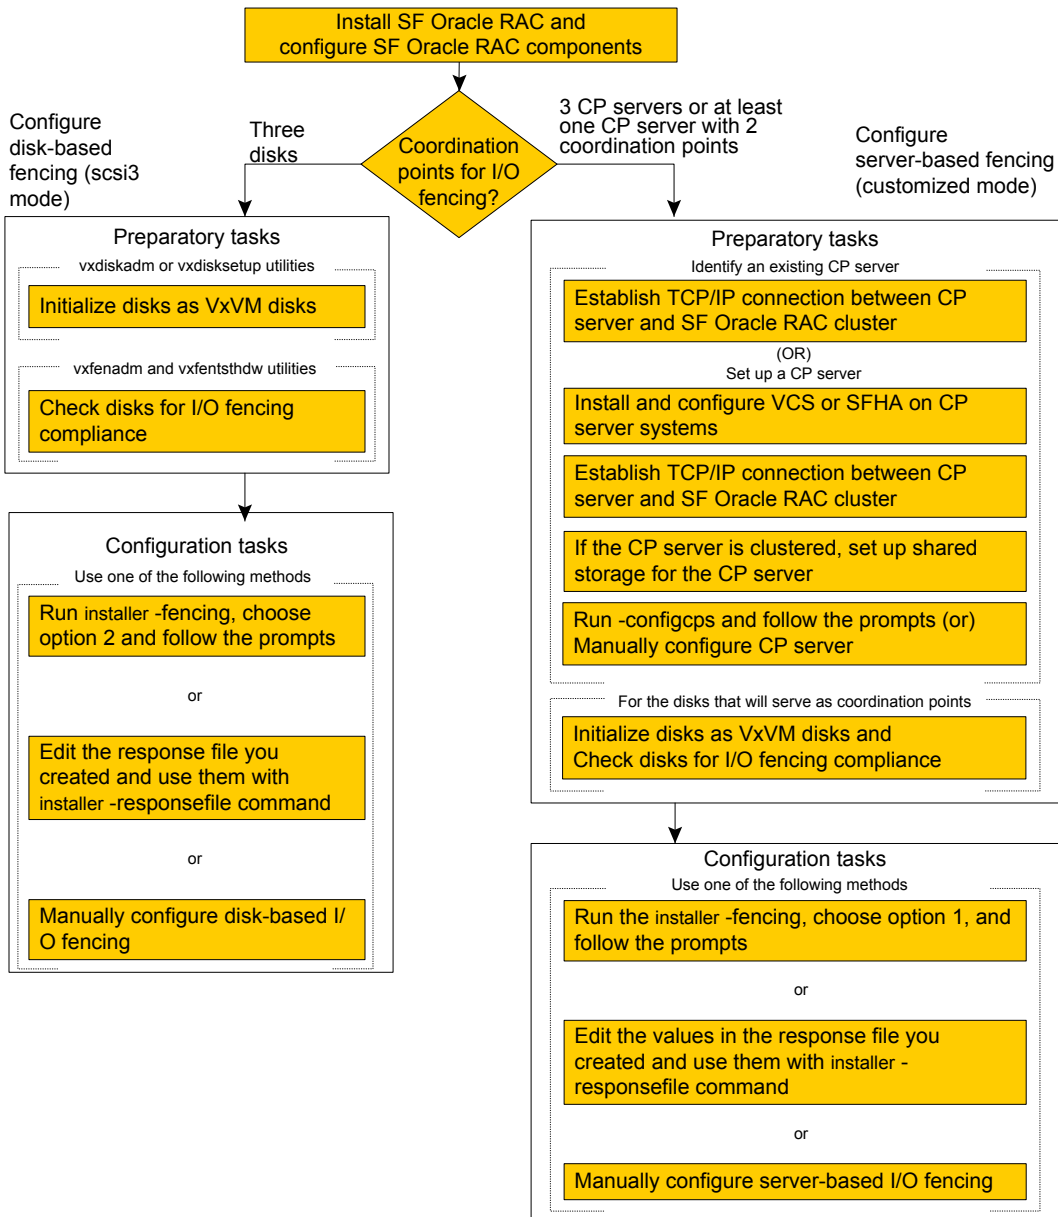 Install SF Oracle RAC and
configure SF Oracle RAC components
Configure
disk-based
fencing (scsi3
mode)
Three
disks
Coordination
points for I/O
fencing?
3 CP servers or at least
one CP server with 2
coordination points
Configure
server-based fencing
(customized mode)
Preparatory tasks
vxdiskadm or vxdisksetup utilities
Initialize disks as VxVM disks
vxfenadm and vxfentsthdw utilities
Check disks for I/O fencing
compliance
Configuration tasks
Use one of the following methods
Run installer -fencing, choose
option 2 and follow the prompts
or
Edit the response file you
created and use them with
installer -responsefile command
or
Manually configure disk-based I/
O fencing
Preparatory tasks
Identify an existing CP server
Establish TCP/IP connection between CP
server and SF Oracle RAC cluster
(OR)
Set up a CP server
Install and configure VCS or SFHA on CP
server systems
Establish TCP/IP connection between CP
server and SF Oracle RAC cluster
If the CP server is clustered, set up shared
storage for the CP server
Run -configcps and follow the prompts (or)
Manually configure CP server
For the disks that will serve as coordination points
Initialize disks as VxVM disks and
Check disks for I/O fencing compliance
Configuration tasks
Use one of the following methods
Run the installer -fencing, choose option 1, and
follow the prompts
or
Edit the values in the response file you
created and use them with installer -
responsefile command
or
Manually configure server-based I/O fencing